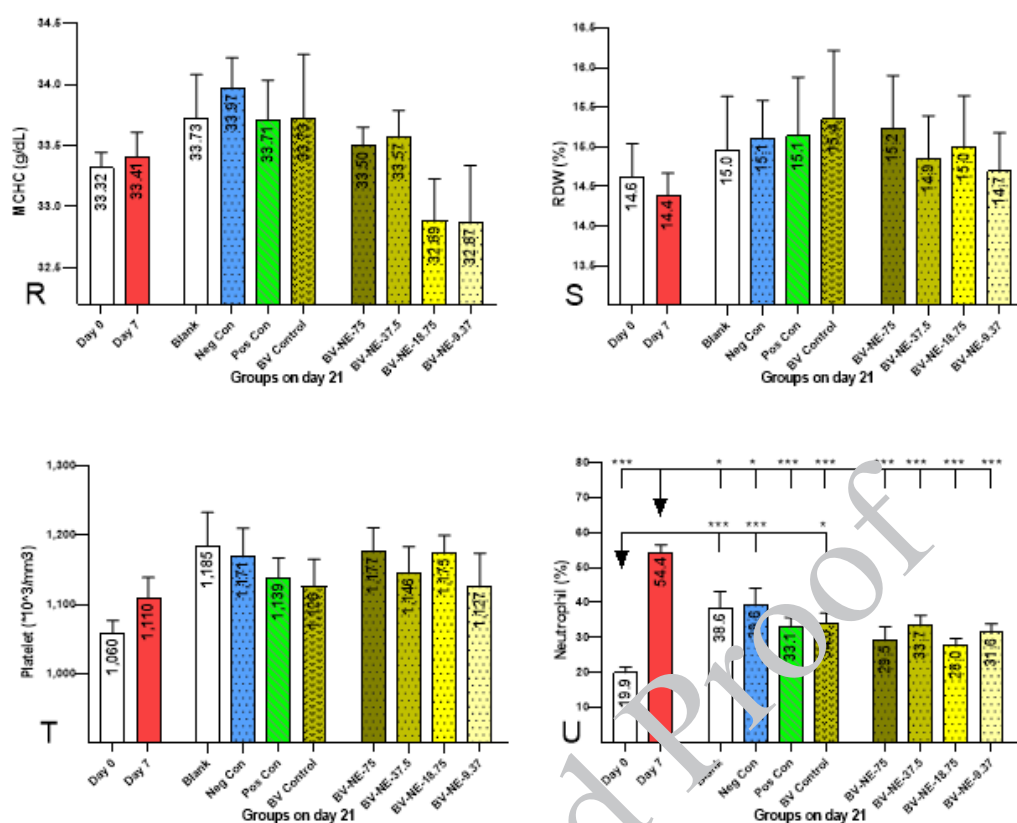 34.5
34.0
33.5
33.0
32.5
MCHC (g/dL)
33.32
33.41
33.73
33.97
33.71
33.50
33.57
32.89
32.87
R
Day 0
Day 7
Blank
Neg Con
Pos Con
BV Control
BV-NE-75
BV-NE-37.5
BV-NE-18.75
BV-NE-9.37
Groups on day 21
16.5
16.0
15.5
15.0
14.5
14.0
13.5
RDW (%)
14.6
14.4
15.0
15.1
15.1
15.4
15.2
14.9
15.0
14.7
S
Day 0
Day 7
Blank
Neg Con
Pos Con
BV Control
BV-NE-75
BV-NE-37.5
BV-NE-18.75
BV-NE-9.37
Groups on day 21
1,300
1,200
1,100
1,000
Platelet (*10^3/mm3)
1,060
1,110
1,185
1,171
1,139
1,177
1,146
1,175
1,127
T
Day 0
Day 7
Blank
Neg Con
Pos Con
BV Control
BV-NE-75
BV-NE-37.5
BV-NE-18.75
BV-NE-9.37
Groups on day 21
80
70
60
50
40
30
20
10
Neutrophil (%)
*** * * *** *** *** *** *** ***
*** *** *
19.9
54.4
38.6
33.1
29.5
33.7
28.0
31.6
U
Day 0
Day 7
Blank
Neg Con
Pos Con
BV Control
BV-NE-75
BV-NE-37.5
BV-NE-18.75
BV-NE-9.37
Groups on day 21
d Proof